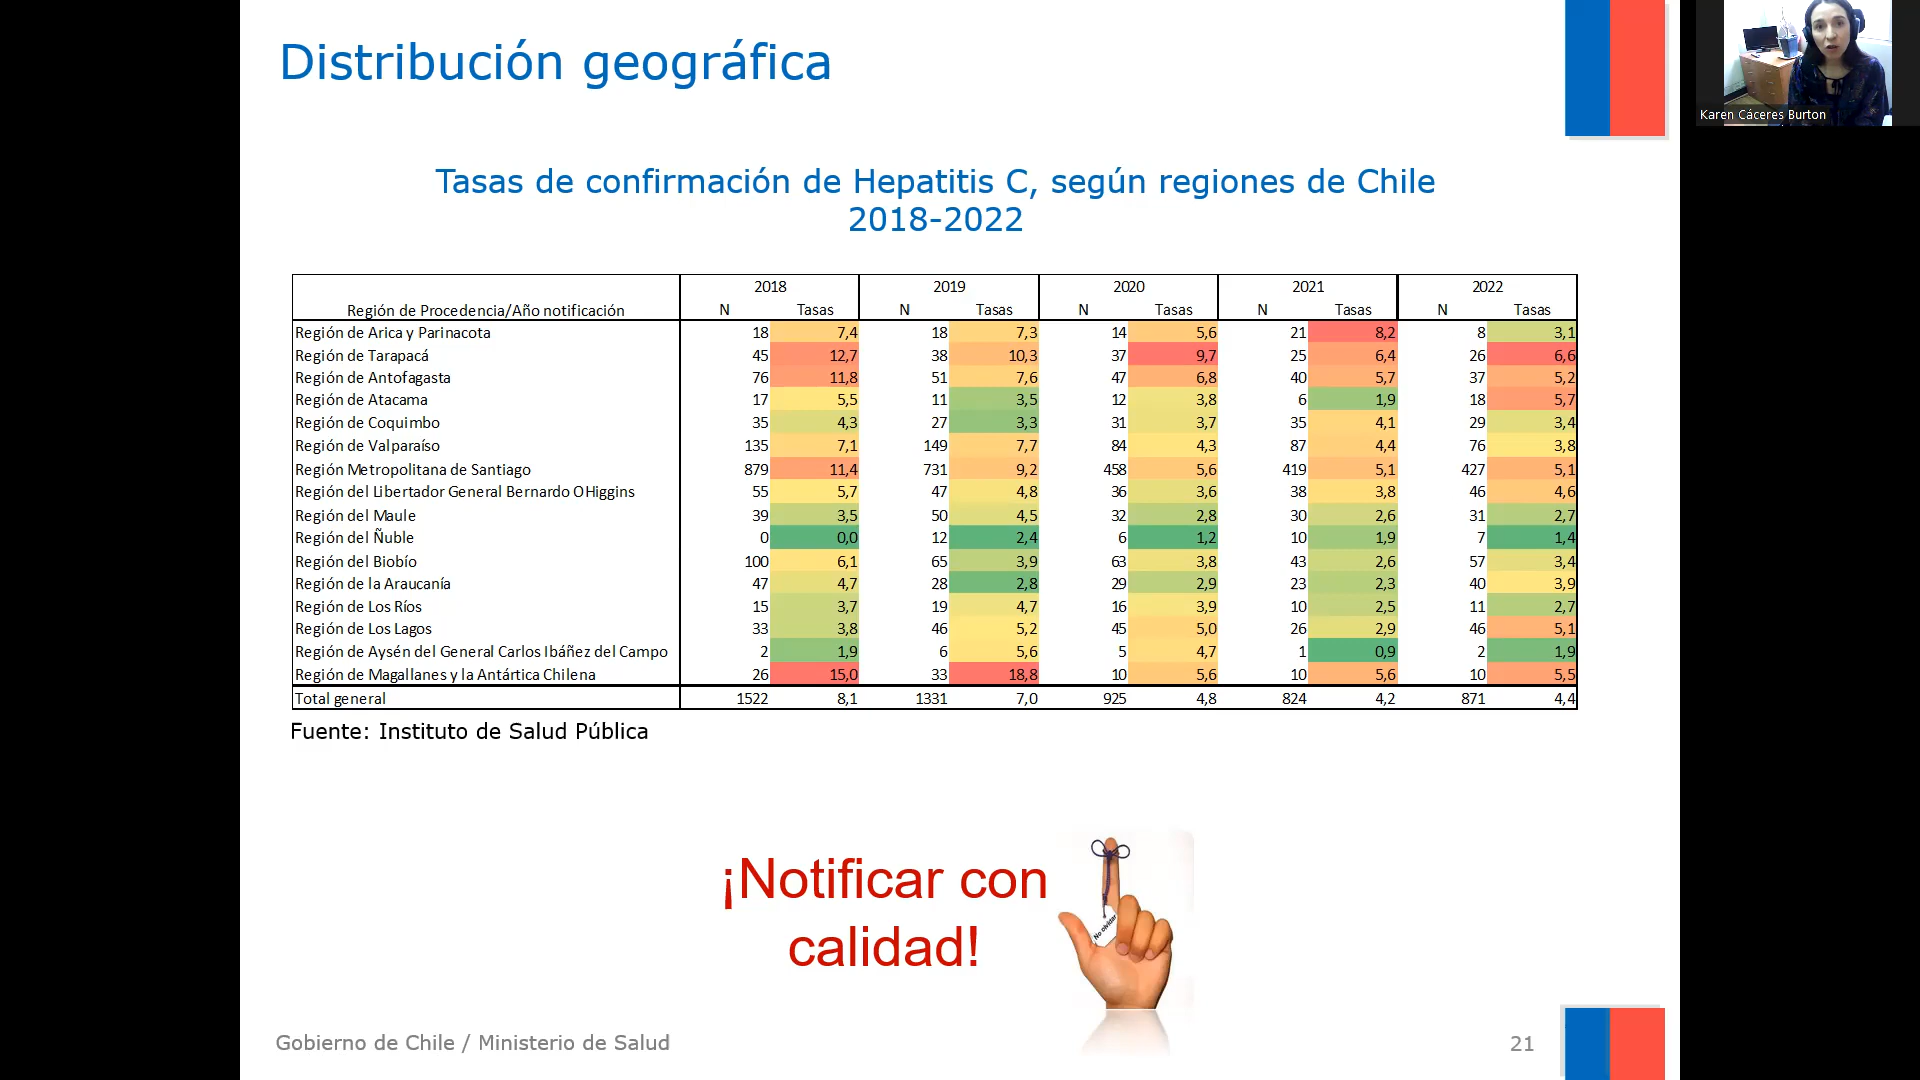 Distribución geográfica
Karen Cáceres Burton
Tasas de confirmación de Hepatitis C, según regiones de Chile
2018-2022
2018 2019 2020 2021 2022
Región de Procedencia/Año notificación N Tasas N Tasas N Tasas N Tasas N Tasas
Región de Arica y Parinacota 18 7,4 18 7,3 14 5,6 21 8,2 8 3,1
Región de Tarapacá 45 12,7 38 10,3 37 9,7 25 6,4 26 6,6
Región de Antofagasta 76 11,8 51 7,6 47 6,8 40 5,7 37 5,2
Región de Atacama 17 5,5 11 3,5 12 3,8 6 1,9 18 5,7
Región de Coquimbo 35 4,3 27 3,3 31 3,7 35 4,1 29 3,4
Región de Valparaíso 135 7,1 149 7,7 84 4,3 87 4,4 76 3,8
Región Metropolitana de Santiago 879 11,4 731 9,2 458 5,6 419 5,1 427 5,1
Región del Libertador General Bernardo OHiggins 55 5,7 47 4,8 36 3,6 38 3,8 46 4,6
Región del Maule 39 3,5 50 4,5 32 2,8 30 2,6 31 2,7
Región del Ñuble 0 0,0 12 2,4 6 1,2 10 1,9 7 1,4
Región del Biobío 100 6,1 65 3,9 63 3,8 43 2,6 57 3,4
Región de la Araucanía 47 4,7 28 2,8 29 2,9 23 2,3 40 3,9
Región de Los Ríos 15 3,7 19 4,7 16 3,9 10 2,5 11 2,7
Región de Los Lagos 33 3,8 46 5,2 45 5,0 26 2,9 46 5,1
Región de Aysén del General Carlos Ibáñez del Campo 2 1,9 6 5,6 5 4,7 1 0,9 2 1,9
Región de Magallanes y la Antártica Chilena 26 15,0 33 18,8 10 5,6 10 5,6 10 5,5
Total general 1522 8,1 1331 7,0 925 4,8 824 4,2 871 4,4
Fuente: Instituto de Salud Pública
¡Notificar con
calidad!
No olvidar
Gobierno de Chile / Ministerio de Salud
21